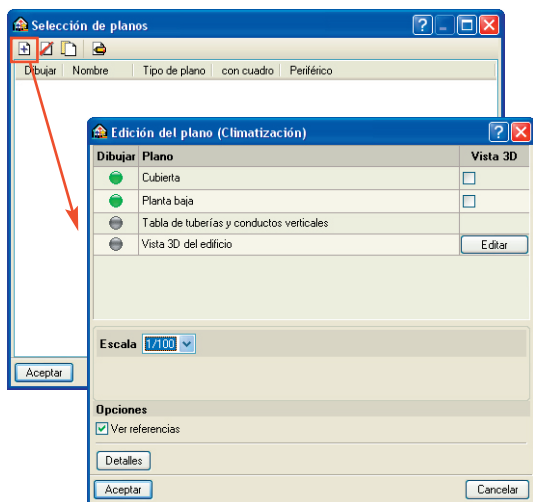 Selección de planos
Dibujar Nombre Tipo de plano con cuadro Periférico
Edición del plano (Climatización)
Dibujar Plano Vista 3D
Cubierta
Planta baja
Tabla de tuberías y conductos verticales
Vista 3D del edificio Editar
Escala 1/100
Aceptar
Opciones
Ver referencias
Detalles
Aceptar Cancelar